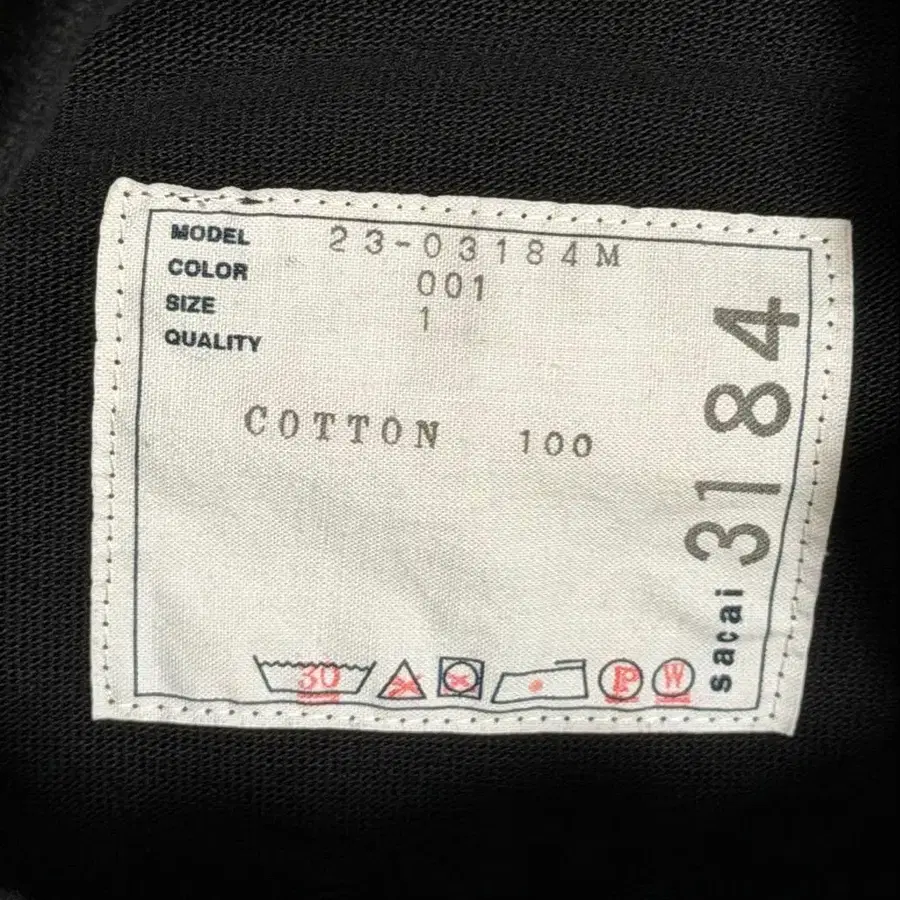 MODEL 23-03184M
COLOR 001
SIZE 1
QUALITY
COTTON 100
30 P W
sacai 3184